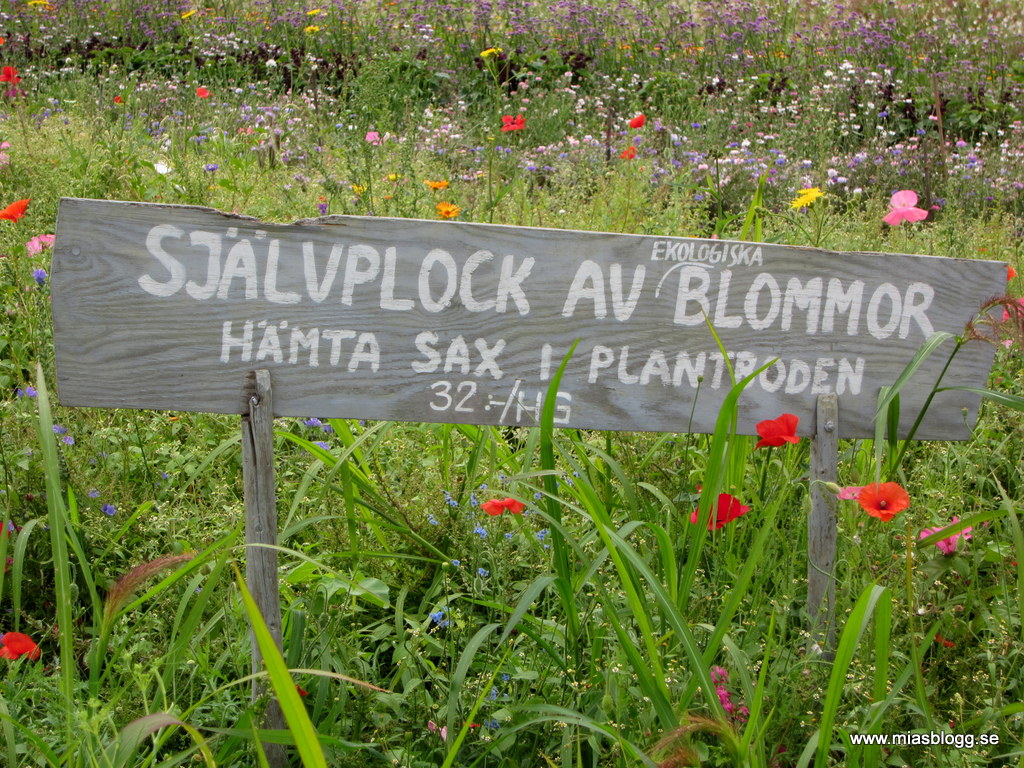 SJÄLVPLOCK AV EKOLOGISKA BLOMMOR
HÄMTA SAX I PLANTBODEN
32:-/HG
www.miasblogg.se